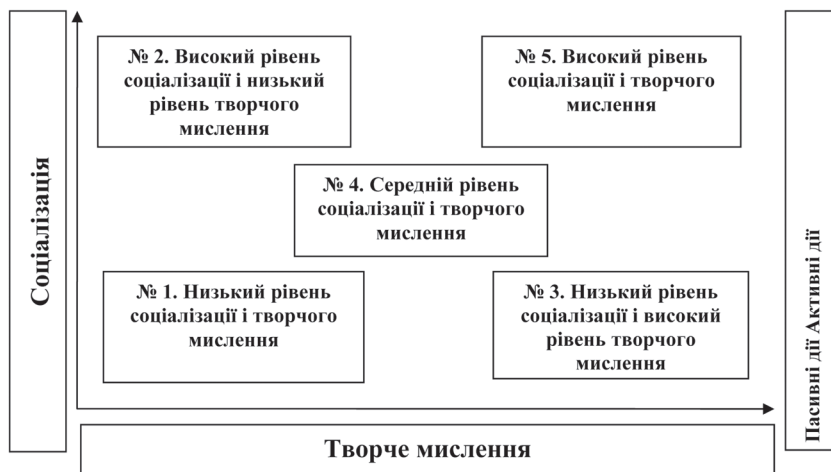 Соціалізація
№ 2. Високий рівень
соціалізації і низький
рівень творчого
мислення
№ 5. Високий рівень
соціалізації і творчого
мислення
№ 4. Середній рівень
соціалізації і творчого
мислення
№ 1. Низький рівень
соціалізації і творчого
мислення
№ 3. Низький рівень
соціалізації і високий
рівень творчого
мислення
Пасивні дії Активні дії
Творче мислення